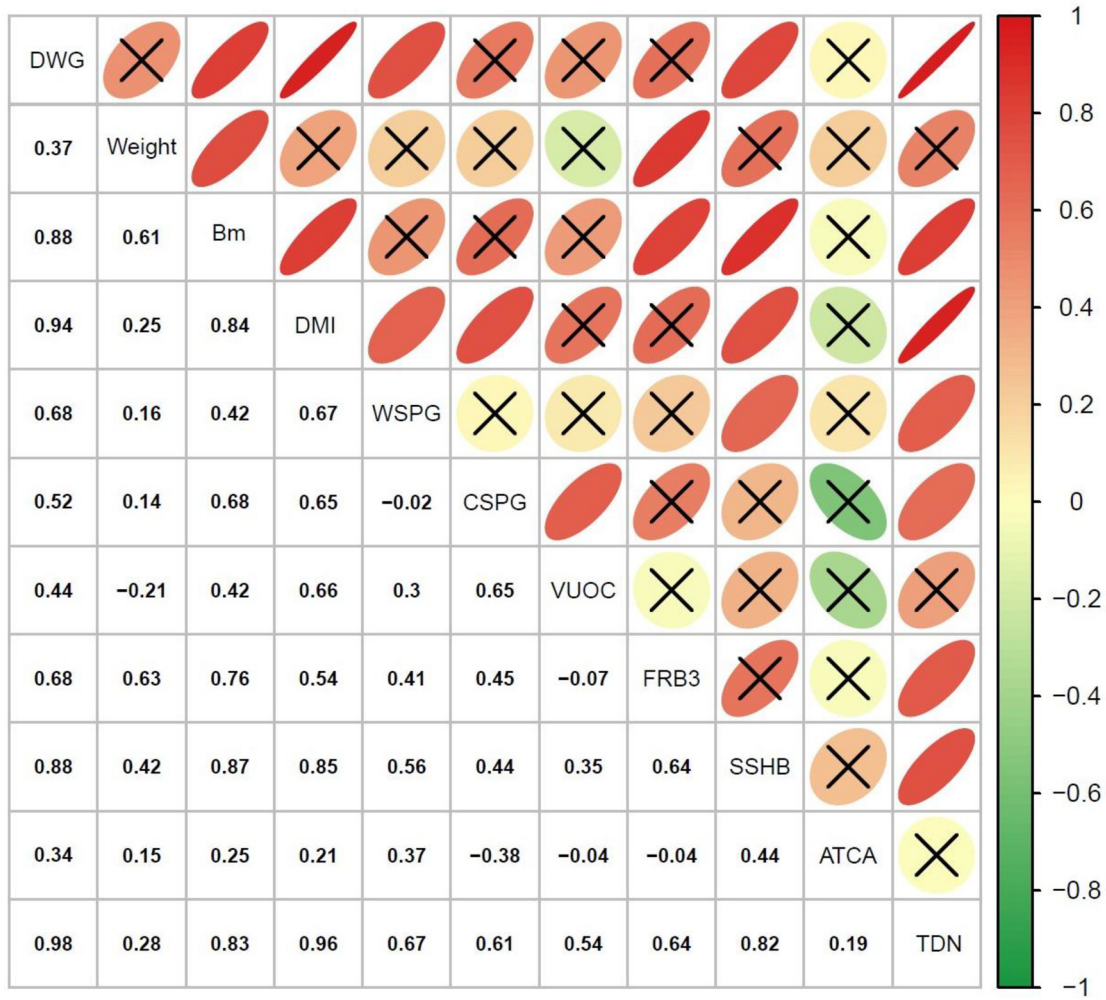 DWG
0.37 Weight
0.88 0.61 Bm
0.94 0.25 0.84 DMI
0.68 0.16 0.42 0.67 WSPG
0.52 0.14 0.68 0.65 −0.02 CSPG
0.44 −0.21 0.42 0.66 0.3 0.65 VUOC
0.68 0.63 0.76 0.54 0.41 0.45 −0.07 FRB3
0.88 0.42 0.87 0.85 0.56 0.44 0.35 0.64 SSHB
0.34 0.15 0.25 0.21 0.37 −0.38 −0.04 −0.04 0.44 ATCA
0.98 0.28 0.83 0.96 0.67 0.61 0.54 0.64 0.82 0.19 TDN
1
0.8
0.6
0.4
0.2
0
−0.2
−0.4
−0.6
−0.8
−1